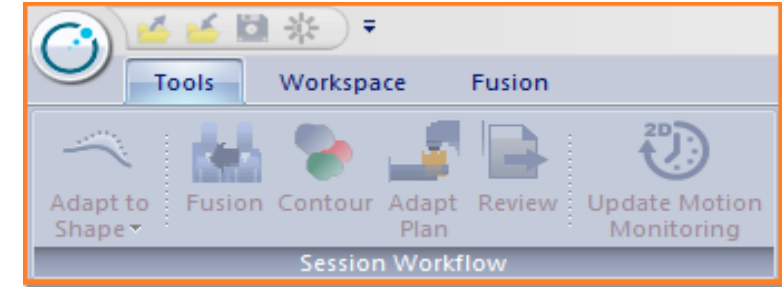 Tools Workspace Fusion
Adapt to Shape
Fusion
Contour
Adapt Plan
Review
2D
Update Motion Monitoring
Session Workflow